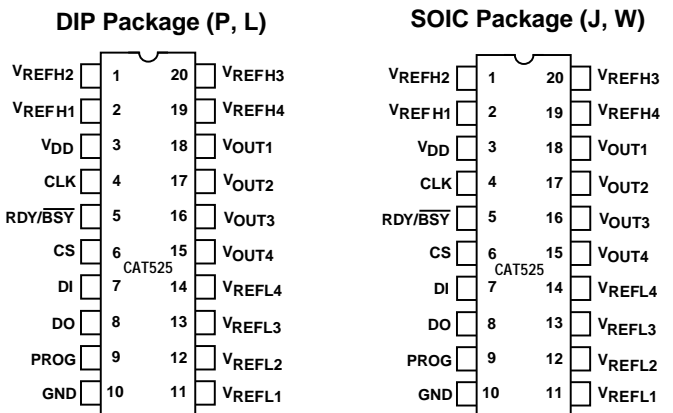 DIP Package (P, L)
VREFH2 1 20 VREFH3
VREFH1 2 19 VREFH4
VDD 3 18 VOUT1
CLK 4 17 VOUT2
RDY/BSY 5 16 VOUT3
CS 6 15 VOUT4
CAT525
DI 7 14 VREFL4
DO 8 13 VREFL3
PROG 9 12 VREFL2
GND 10 11 VREFL1
SOIC Package (J, W)
VREFH2 1 20 VREFH3
VREFH1 2 19 VREFH4
VDD 3 18 VOUT1
CLK 4 17 VOUT2
RDY/BSY 5 16 VOUT3
CS 6 15 VOUT4
CAT525
DI 7 14 VREFL4
DO 8 13 VREFL3
PROG 9 12 VREFL2
GND 10 11 VREFL1